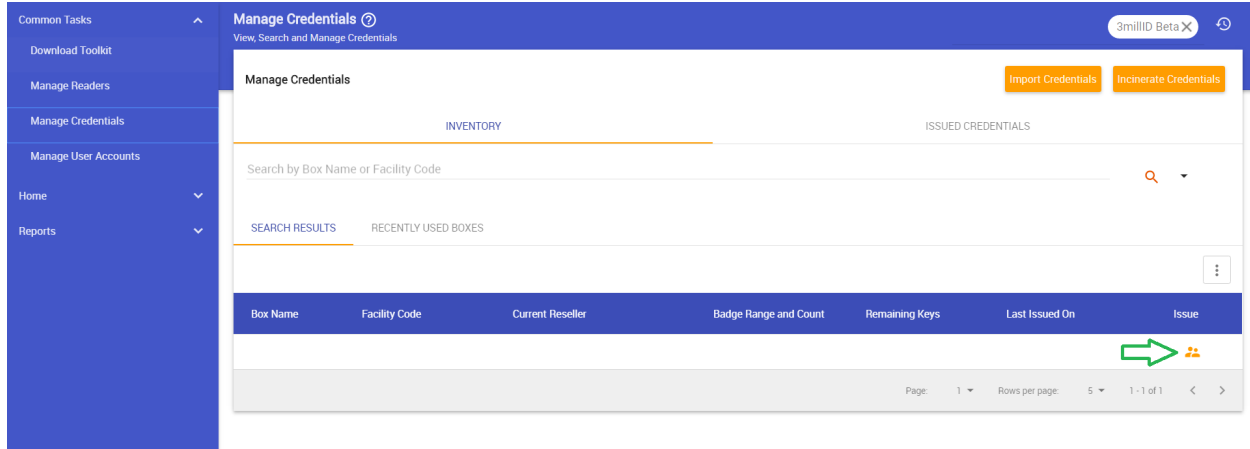 Common Tasks
Download Toolkit
Manage Readers
Manage Credentials
Manage User Accounts
Home
Reports
Manage Credentials
View, Search and Manage Credentials
3millID Beta
Manage Credentials
Import Credentials
Incinerate Credentials
INVENTORY
ISSUED CREDENTIALS
Search by Box Name or Facility Code
SEARCH RESULTS
RECENTLY USED BOXES
Box Name Facility Code Current Reseller Badge Range and Count Remaining Keys Last Issued On Issue
Page: 1 Rows per page: 5 1 - 1 of 1